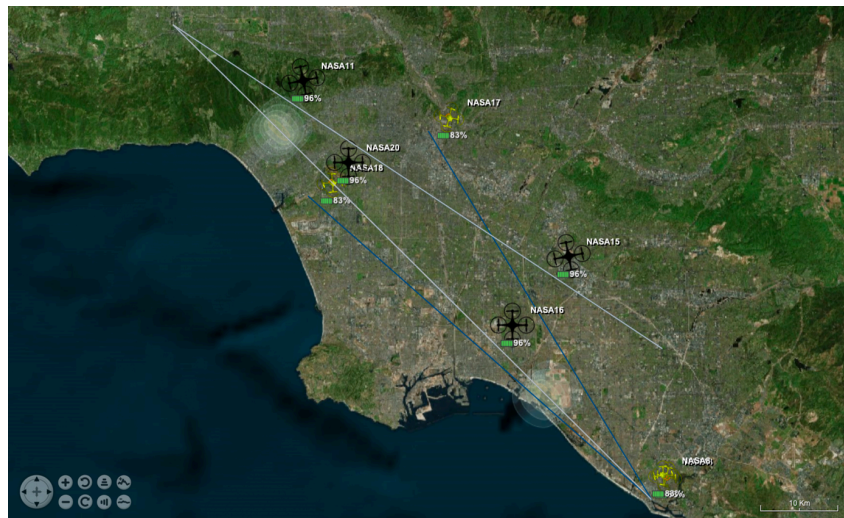 NASA11
96%
NASA17
83%
NASA20
NASA18
96%
83%
NASA15
96%
NASA16
96%
10 Km